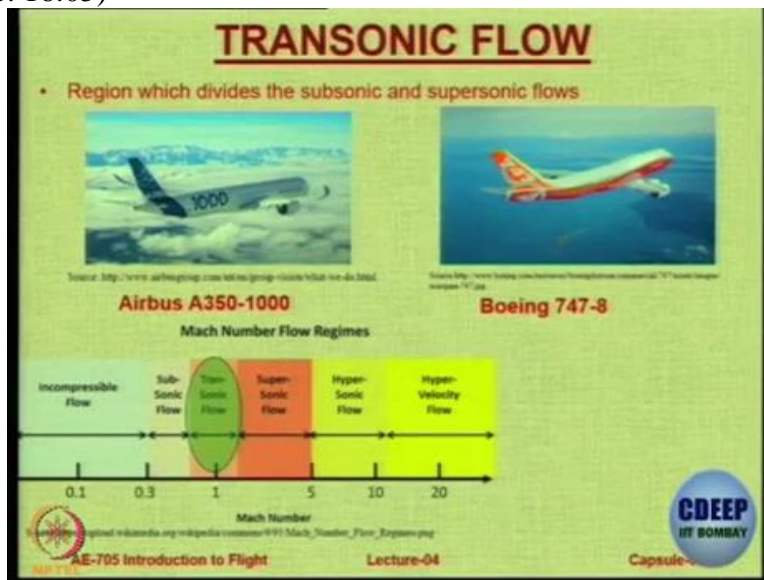 TRANSONIC FLOW
• Region which divides the subsonic and supersonic flows
1000
Airbus A350-1000
Boeing 747-8
Mach Number Flow Regimes
Incompressible Flow
Sub-Sonic Flow
Tran-Sonic Flow
Super-Sonic Flow
Hyper-Sonic Flow
Hyper-Velocity Flow
0.1 0.3 1 5 10 20
Mach Number
CDEEP
IIT BOMBAY
NPTEL
AE-705 Introduction to Flight Lecture-04 Capsule-